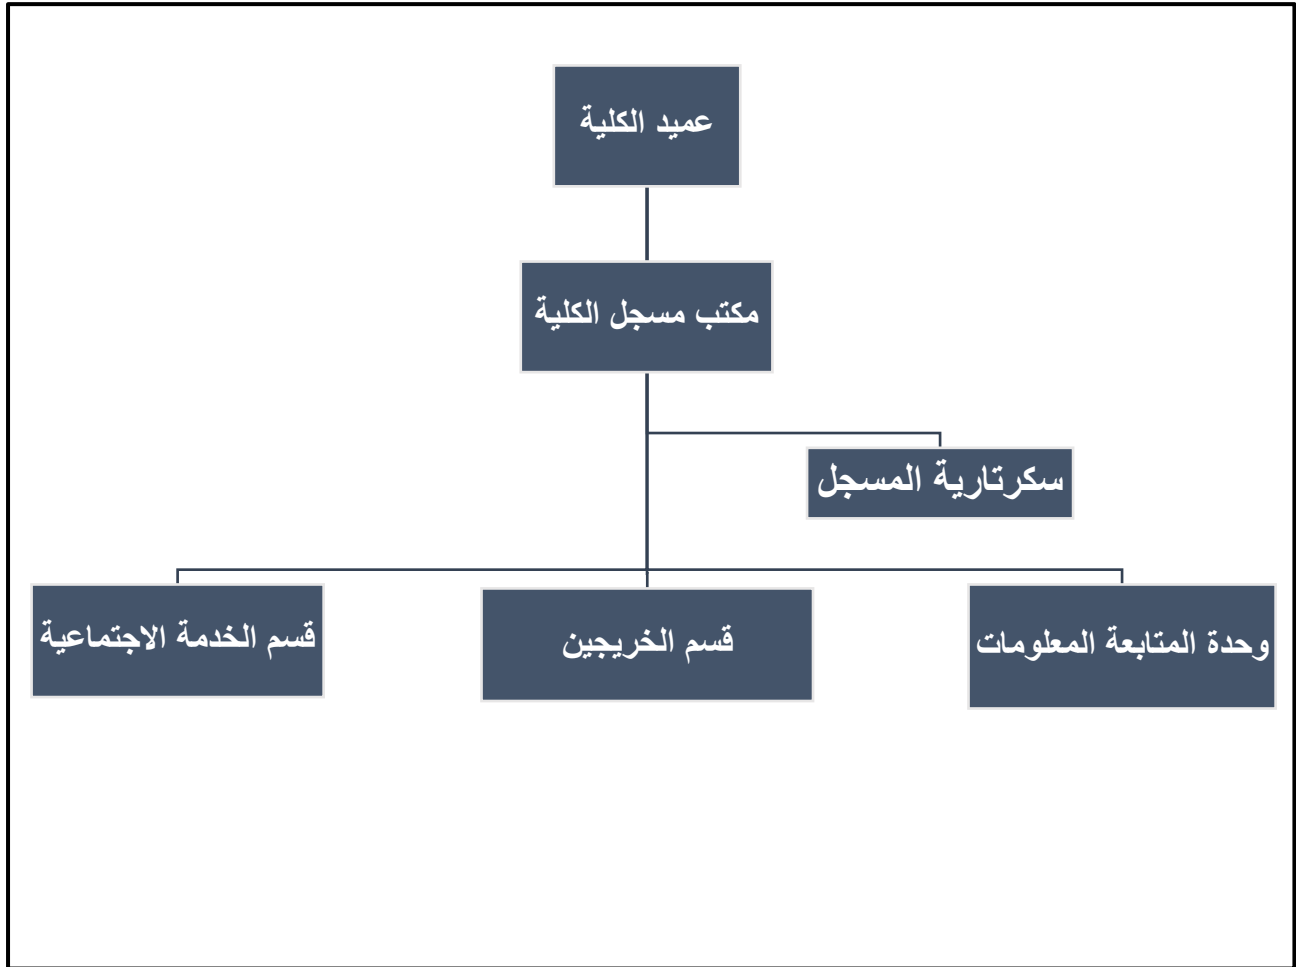 عميد الكلية
مكتب مسجل الكلية
سكرتارية المسجل
وحدة المتابعة المعلومات
قسم الخريجين
قسم الخدمة الاجتماعية